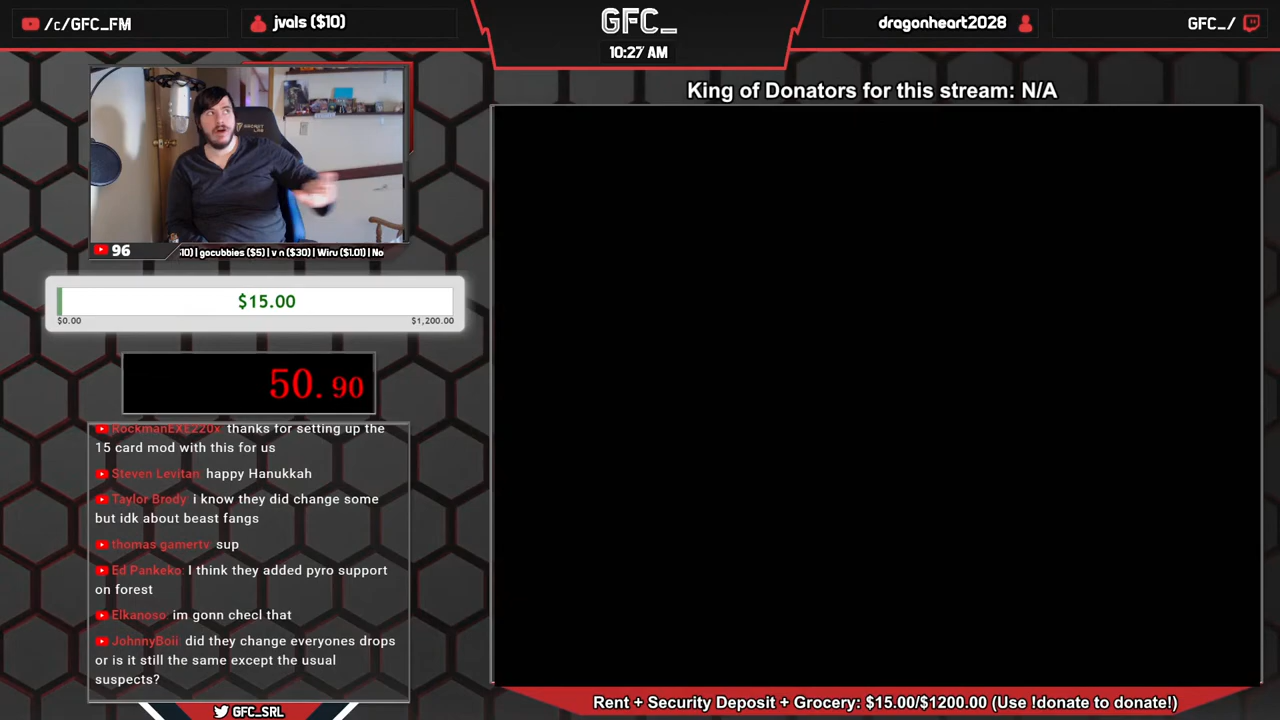 /c/GFC_FM
jvals ($10)
GFC_
10:27 AM
dragonheart2028
GFC_/
King of Donators for this stream: N/A
SECRET LAB
96
$10) | gocubbies ($5) | v n ($30) | Wiru ($1.01) | No
$15.00
$0.00
$1,200.00
50.90
RockmanEXE220x: thanks for setting up the
15 card mod with this for us
Steven Levitan: happy Hanukkah
Taylor Brody: i know they did change some
but idk about beast fangs
thomas gamertv: sup
Ed Pankeko: I think they added pyro support
on forest
Elkanoso: im gonn checl that
JohnnyBoii: did they change everyones drops
or is it still the same except the usual
suspects?
GFC_SRL
Rent + Security Deposit + Grocery: $15.00/$1200.00 (Use !donate to donate!)